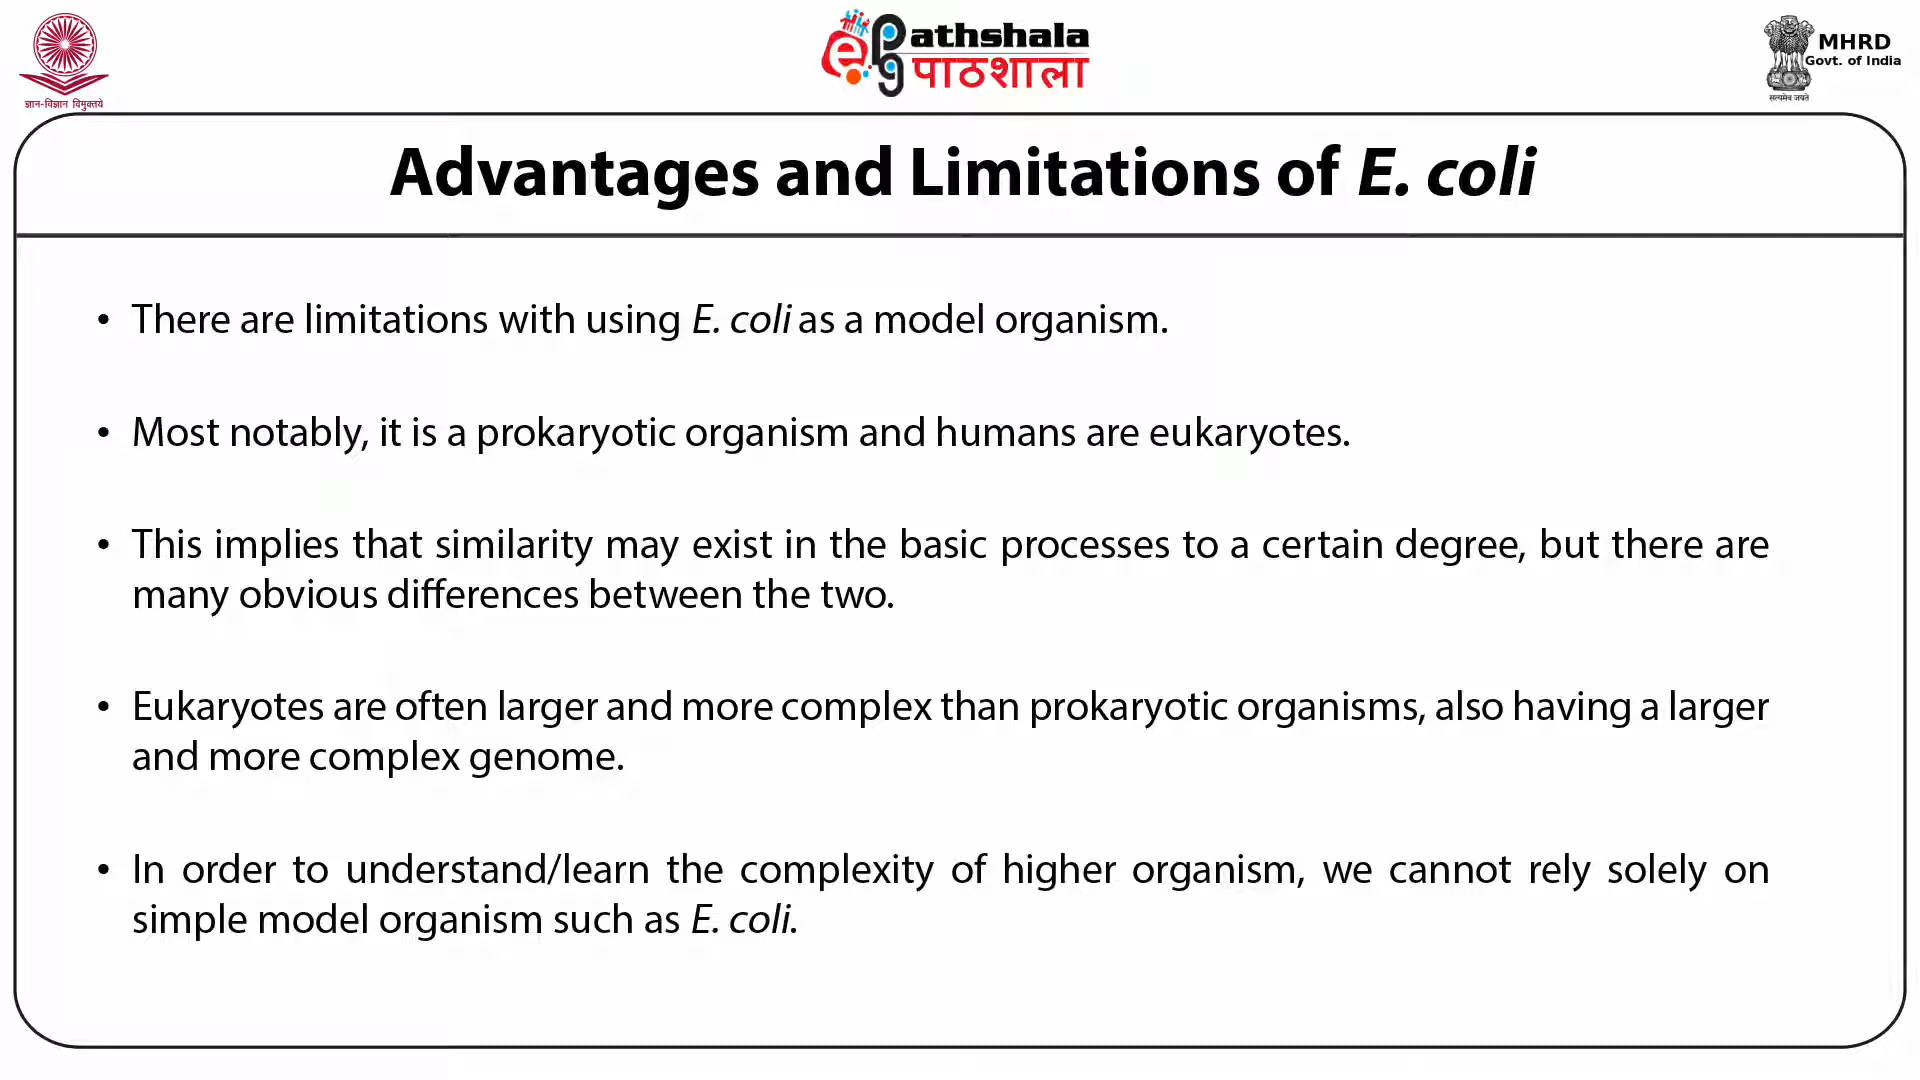 ज्ञान-विज्ञान विमुक्तये
e Pathshala
पाठशाला
MHRD
Govt. of India
सत्यमेव जयते
Advantages and Limitations of E. coli
• There are limitations with using E. coli as a model organism.
• Most notably, it is a prokaryotic organism and humans are eukaryotes.
• This implies that similarity may exist in the basic processes to a certain degree, but there are
many obvious differences between the two.
• Eukaryotes are often larger and more complex than prokaryotic organisms, also having a larger
and more complex genome.
• In order to understand/learn the complexity of higher organism, we cannot rely solely on
simple model organism such as E. coli.